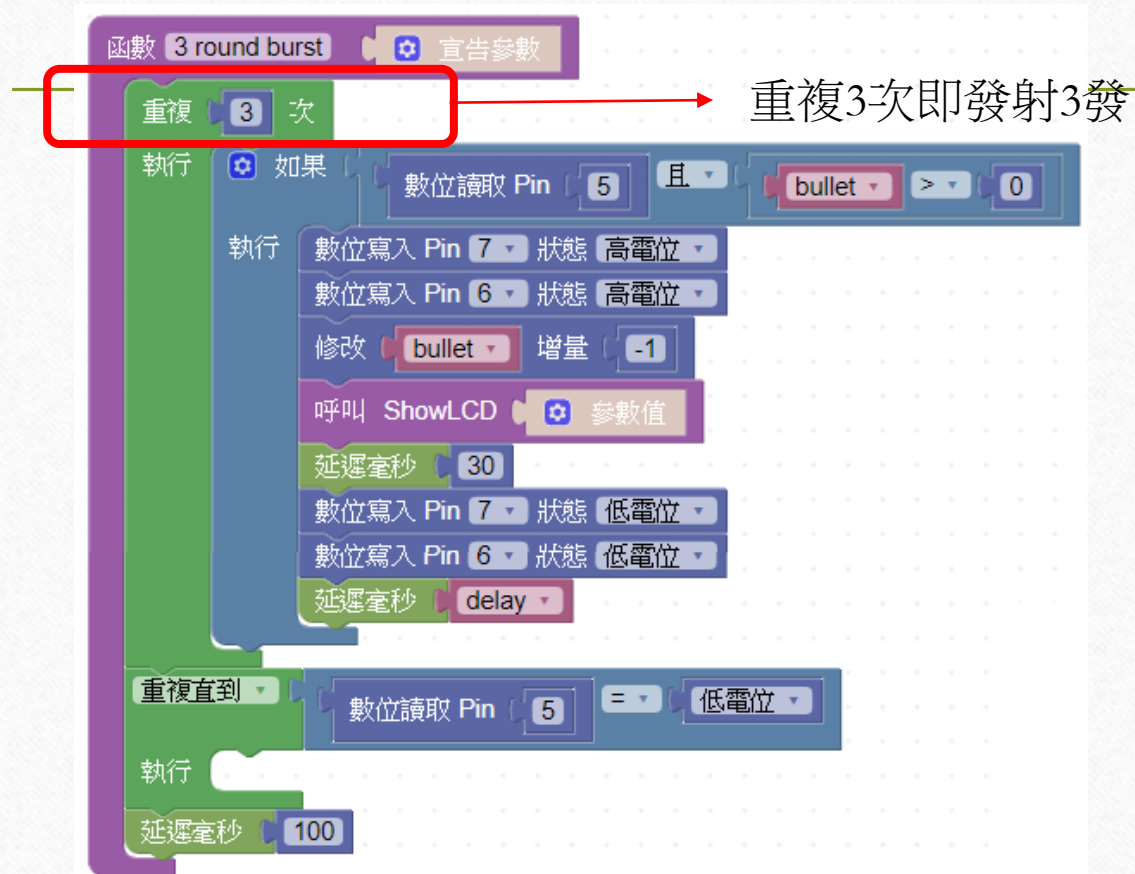 函數 3 round burst 宣告參數
重複 3 次
重複3次即發射3發
執行 如果 數位讀取 Pin 5 且 bullet > 0
執行 數位寫入 Pin 7 狀態 高電位
數位寫入 Pin 6 狀態 高電位
修改 bullet 增量 -1
呼叫 ShowLCD 參數值
延遲毫秒 30
數位寫入 Pin 7 狀態 低電位
數位寫入 Pin 6 狀態 低電位
延遲毫秒 delay
重複直到 數位讀取 Pin 5 = 低電位
執行
延遲毫秒 100